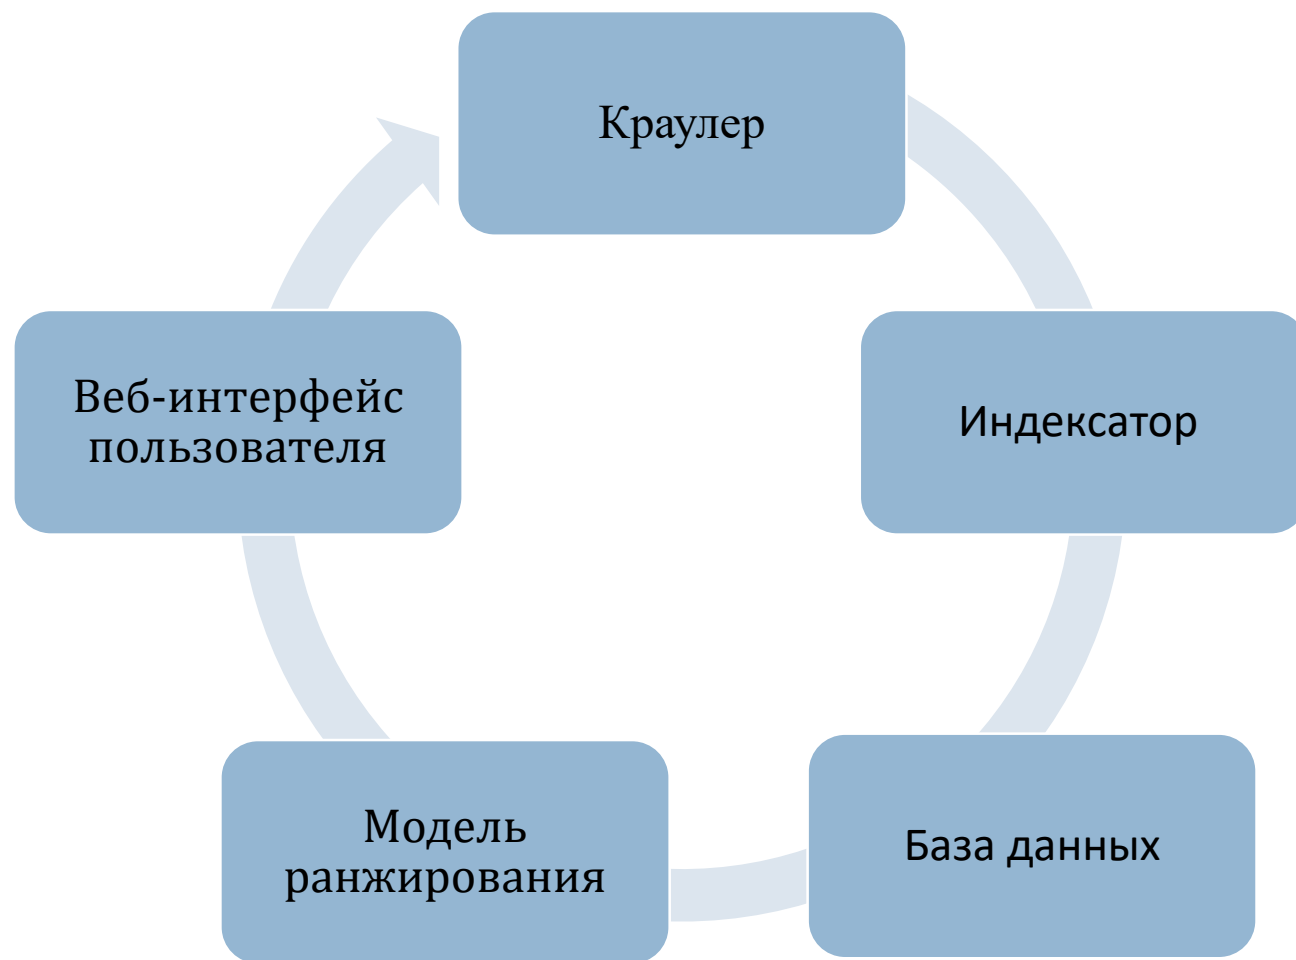 Краулер
Индексатор
База данных
Модель
ранжирования
Веб-интерфейс
пользователя